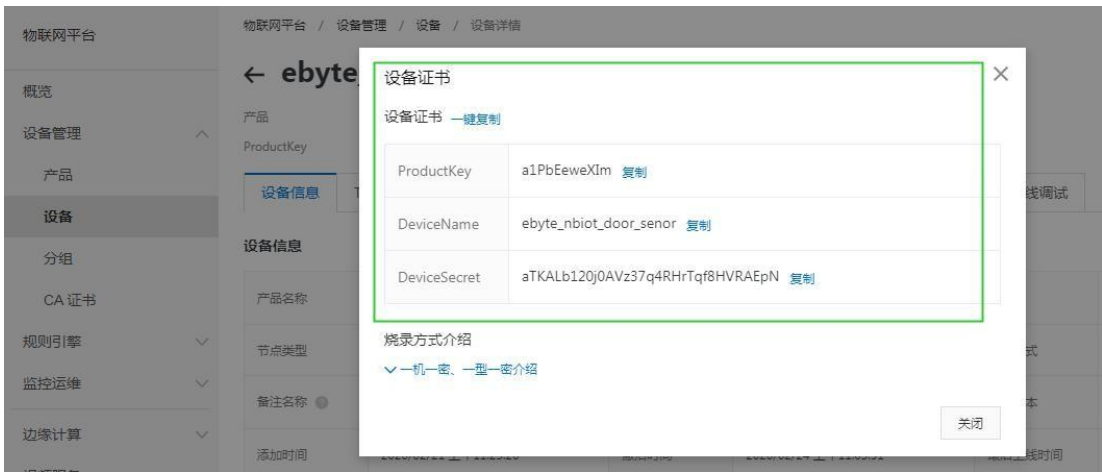 物联网平台
物联网平台 / 设备管理 / 设备 / 设备详情
← ebyte_
概览
产品
设备管理
ProductKey
产品
设备信息
线调试
设备
设备信息
分组
CA 证书
产品名称
规则引擎
节点类型
式
监控运维
备注名称
本
边缘计算
添加时间
最后上线时间
设备证书
设备证书 一键复制
ProductKey a1PbEeweXIm 复制
DeviceName ebyte_nbiot_door_senor 复制
DeviceSecret aTKALb120j0AVz37q4RHrTqf8HVRAEpN 复制
烧录方式介绍
一机一密、一型一密介绍
关闭